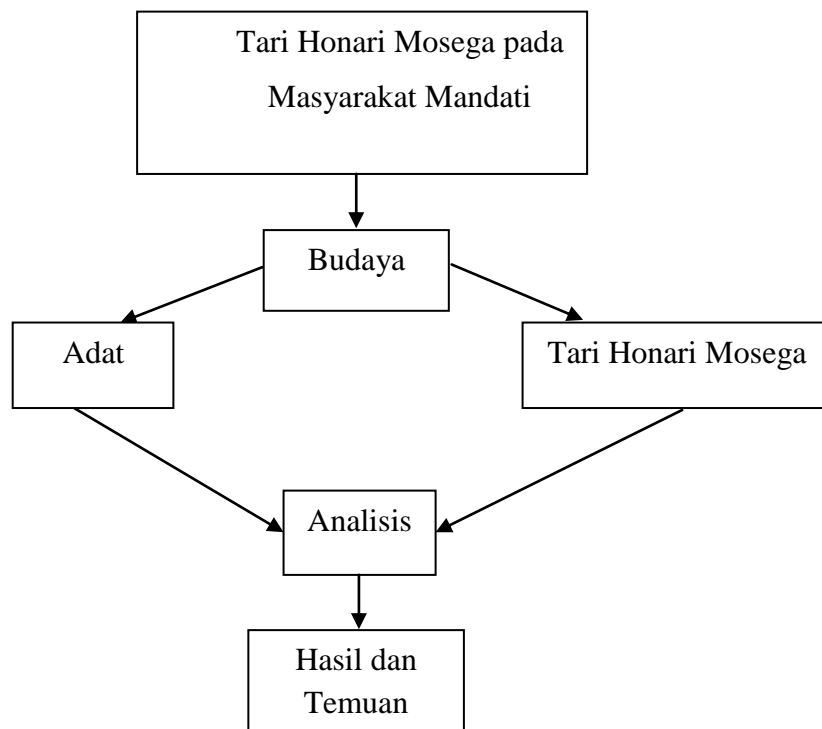 Tari Honari Mosega pada
Masyarakat Mandati
Budaya
Adat
Tari Honari Mosega
Analisis
Hasil dan
Temuan